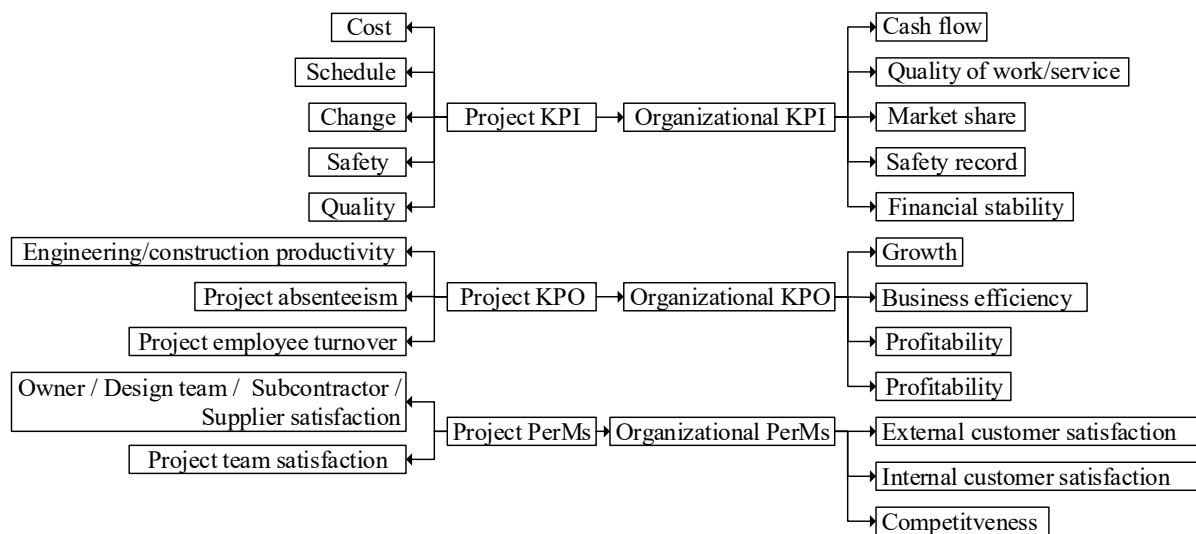 Cost
Schedule
Change
Safety
Quality
Project KPI
Organizational KPI
Cash flow
Quality of work/service
Market share
Safety record
Financial stability
Engineering/construction productivity
Project absenteeism
Project employee turnover
Project KPO
Organizational KPO
Growth
Business efficiency
Profitability
Profitability
Owner / Design team / Subcontractor /
Supplier satisfaction
Project team satisfaction
Project PerMs
Organizational PerMs
External customer satisfaction
Internal customer satisfaction
Competitveness